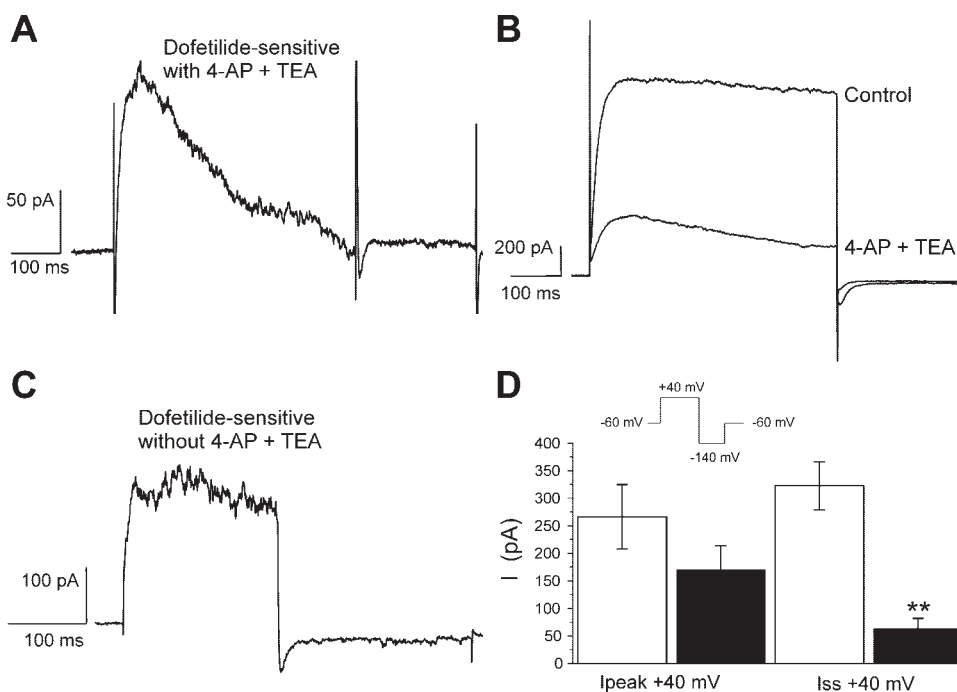 A
Dofetilide-sensitive
with 4-AP + TEA
50 pA
100 ms
B
Control
4-AP + TEA
200 pA
100 ms
C
Dofetilide-sensitive
without 4-AP + TEA
100 pA
100 ms
D
+40 mV
-60 mV
-60 mV
-140 mV
400
350
300
250
200
150
100
50
0
I (pA)
**
Ipeak +40 mV
Iss +40 mV